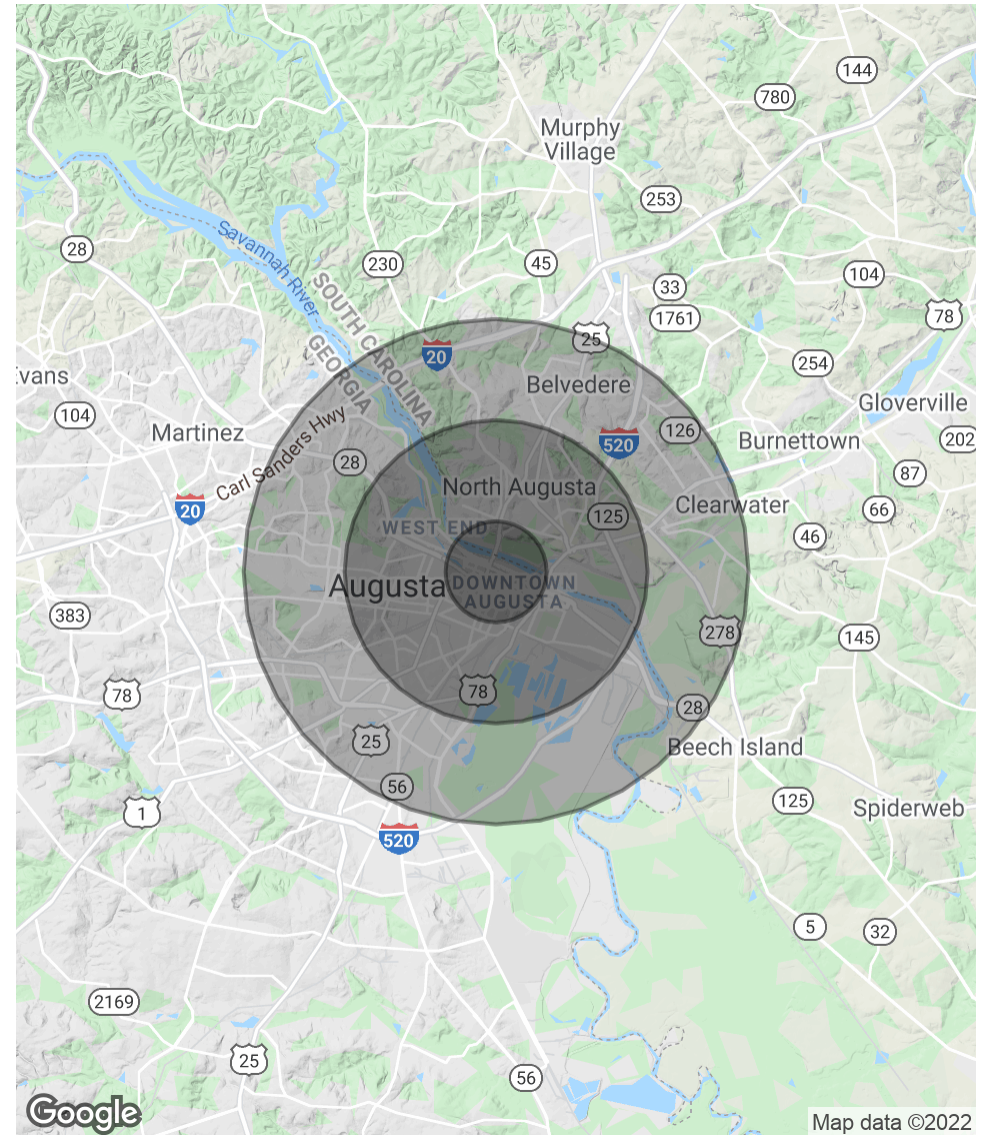 144
780
Murphy
Village
253
Savannah River
28
230
45
104
33
SOUTH CAROLINA
GEORGIA
1761
78
25
20
254
Evans
Belvedere
104
Gloverville
Martinez
Carl Sanders Hwy
126
520
Burnettown
202
28
87
North Augusta
20
Clearwater
66
125
WEST END
46
Augusta
DOWNTOWN
AUGUSTA
383
278
145
78
78
28
25
Beech Island
56
1
125
Spiderweb
520
5
32
2169
25
56
Google
Map data ©2022